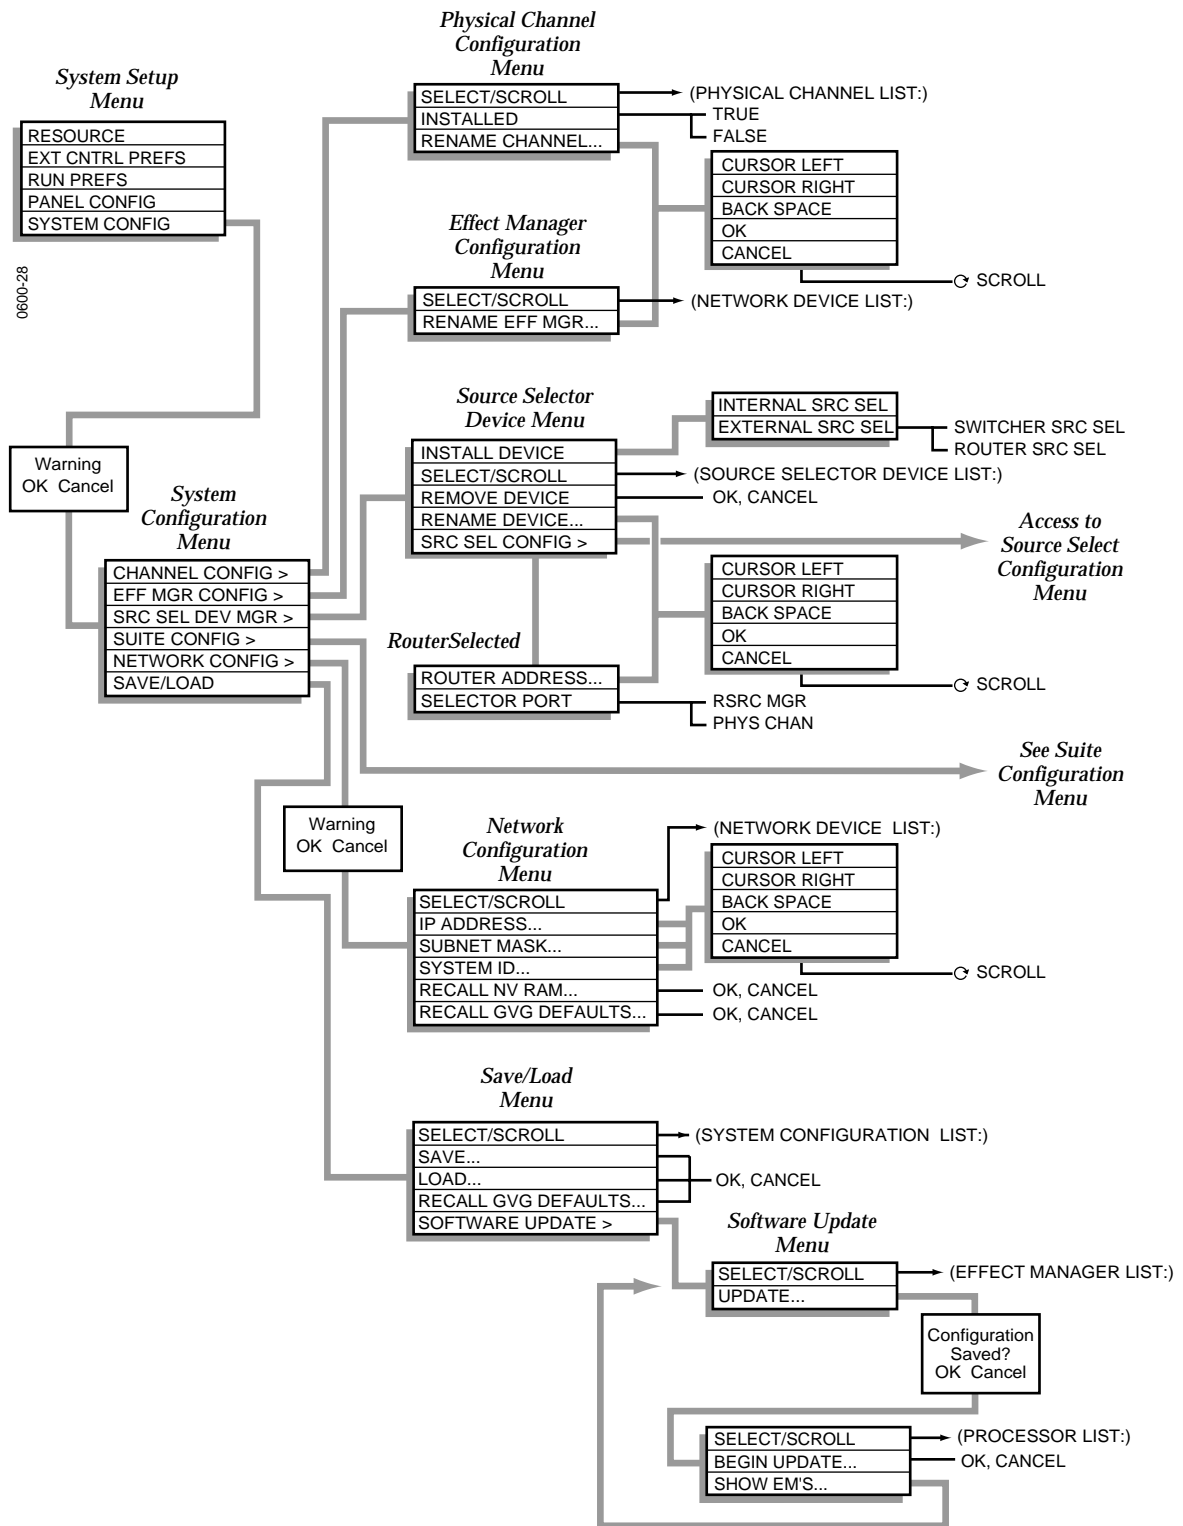 Physical Channel
Configuration
Menu
SELECT/SCROLL
INSTALLED
RENAME CHANNEL...
(PHYSICAL CHANNEL LIST:)
TRUE
FALSE
System Setup
Menu
RESOURCE
EXT CNTRL PREFS
RUN PREFS
PANEL CONFIG
SYSTEM CONFIG
0600-28
CURSOR LEFT
CURSOR RIGHT
BACK SPACE
OK
CANCEL
SCROLL
Effect Manager
Configuration
Menu
SELECT/SCROLL
RENAME EFF MGR...
(NETWORK DEVICE LIST:)
Warning
OK Cancel
Source Selector
Device Menu
INSTALL DEVICE
SELECT/SCROLL
REMOVE DEVICE
RENAME DEVICE...
SRC SEL CONFIG >
INTERNAL SRC SEL
EXTERNAL SRC SEL
SWITCHER SRC SEL
ROUTER SRC SEL
(SOURCE SELECTOR DEVICE LIST:)
OK, CANCEL
Access to
Source Select
Configuration
Menu
System
Configuration
Menu
CHANNEL CONFIG >
EFF MGR CONFIG >
SRC SEL DEV MGR >
SUITE CONFIG >
NETWORK CONFIG >
SAVE/LOAD
CURSOR LEFT
CURSOR RIGHT
BACK SPACE
OK
CANCEL
SCROLL
RouterSelected
ROUTER ADDRESS...
SELECTOR PORT
RSRC MGR
PHYS CHAN
See Suite
Configuration
Menu
Warning
OK Cancel
Network
Configuration
Menu
SELECT/SCROLL
IP ADDRESS...
SUBNET MASK...
SYSTEM ID...
RECALL NV RAM...
RECALL GVG DEFAULTS...
(NETWORK DEVICE LIST:)
CURSOR LEFT
CURSOR RIGHT
BACK SPACE
OK
CANCEL
SCROLL
OK, CANCEL
OK, CANCEL
Save/Load
Menu
SELECT/SCROLL
SAVE...
LOAD...
RECALL GVG DEFAULTS...
SOFTWARE UPDATE >
(SYSTEM CONFIGURATION LIST:)
OK, CANCEL
Software Update
Menu
SELECT/SCROLL
UPDATE...
(EFFECT MANAGER LIST:)
Configuration
Saved?
OK Cancel
SELECT/SCROLL
BEGIN UPDATE...
SHOW EM'S...
(PROCESSOR LIST:)
OK, CANCEL